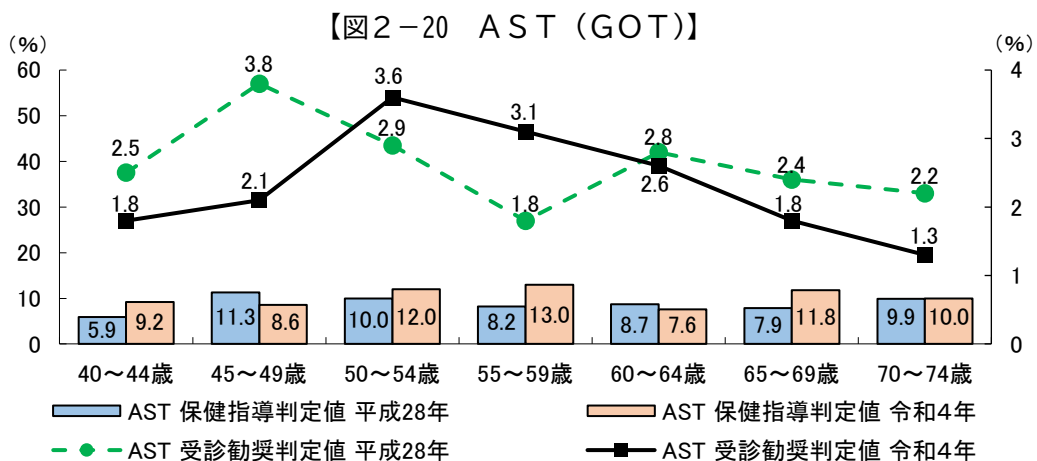 【図2－20　ＡＳＴ（ＧＯＴ）】
（%） （%）
60 4
50
40 3
30 2
20
10 1
0 0
2.5 3.8 2.9 1.8 2.8 2.4 2.2
1.8 2.1 3.6 3.1 2.6 1.8 1.3
5.9 9.2 11.3 8.6 10.0 12.0 8.2 13.0 8.7 7.6 7.9 11.8 9.9 10.0
40～44歳 45～49歳 50～54歳 55～59歳 60～64歳 65～69歳 70～74歳
AST 保健指導判定値 平成28年 AST 保健指導判定値 令和4年
AST 受診勧奨判定値 平成28年 AST 受診勧奨判定値 令和4年